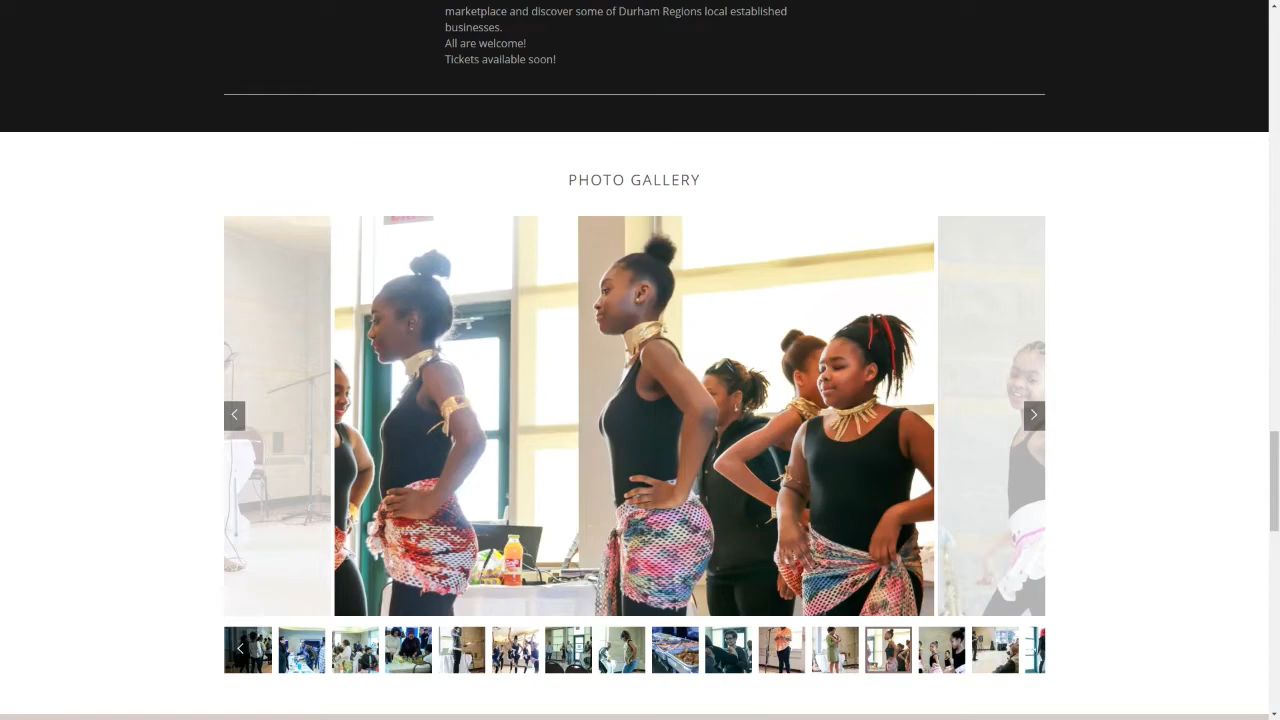 marketplace and discover some of Durham Regions local established
businesses.
All are welcome!
Tickets available soon!
PHOTO GALLERY